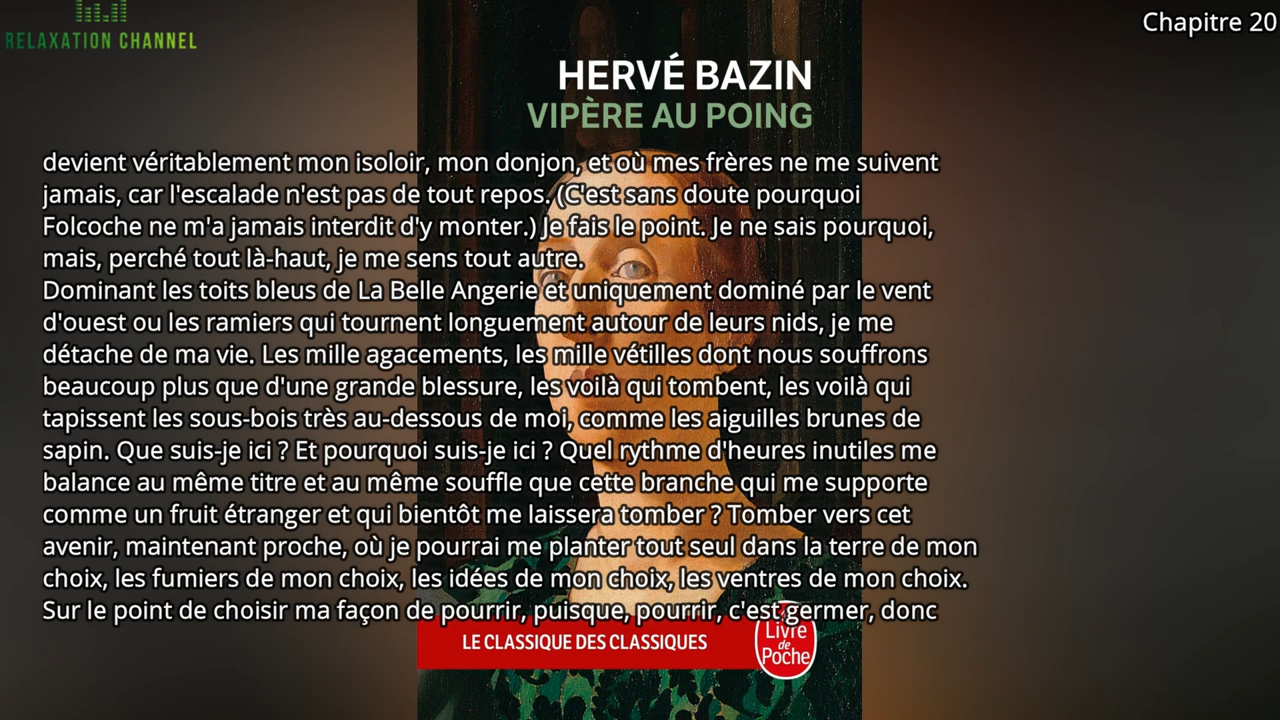 RELAXATION CHANNEL
Chapitre 20
HERVÉ BAZIN
VIPÈRE AU POING
devient véritablement mon isoloir, mon donjon, et où mes frères ne me suivent
jamais, car l'escalade n'est pas de tout repos. (C'est sans doute pourquoi
Folcoche ne m'a jamais interdit d'y monter.) Je fais le point. Je ne sais pourquoi,
mais, perché tout là-haut, je me sens tout autre.
Dominant les toits bleus de La Belle Angerie et uniquement dominé par le vent
d'ouest ou les ramiers qui tournent longuement autour de leurs nids, je me
détache de ma vie. Les mille agacements, les mille vétilles dont nous souffrons
beaucoup plus que d'une grande blessure, les voilà qui tombent, les voilà qui
tapissent les sous-bois très au-dessous de moi, comme les aiguilles brunes de
sapin. Que suis-je ici ? Et pourquoi suis-je ici ? Quel rythme d'heures inutiles me
balance au même titre et au même souffle que cette branche qui me supporte
comme un fruit étranger et qui bientôt me laissera tomber ? Tomber vers cet
avenir, maintenant proche, où je pourrai me planter tout seul dans la terre de mon
choix, les fumiers de mon choix, les idées de mon choix, les ventres de mon choix.
Sur le point de choisir ma façon de pourrir, puisque, pourrir, c'est germer, donc
LE CLASSIQUE DES CLASSIQUES
Livre
de
Poche